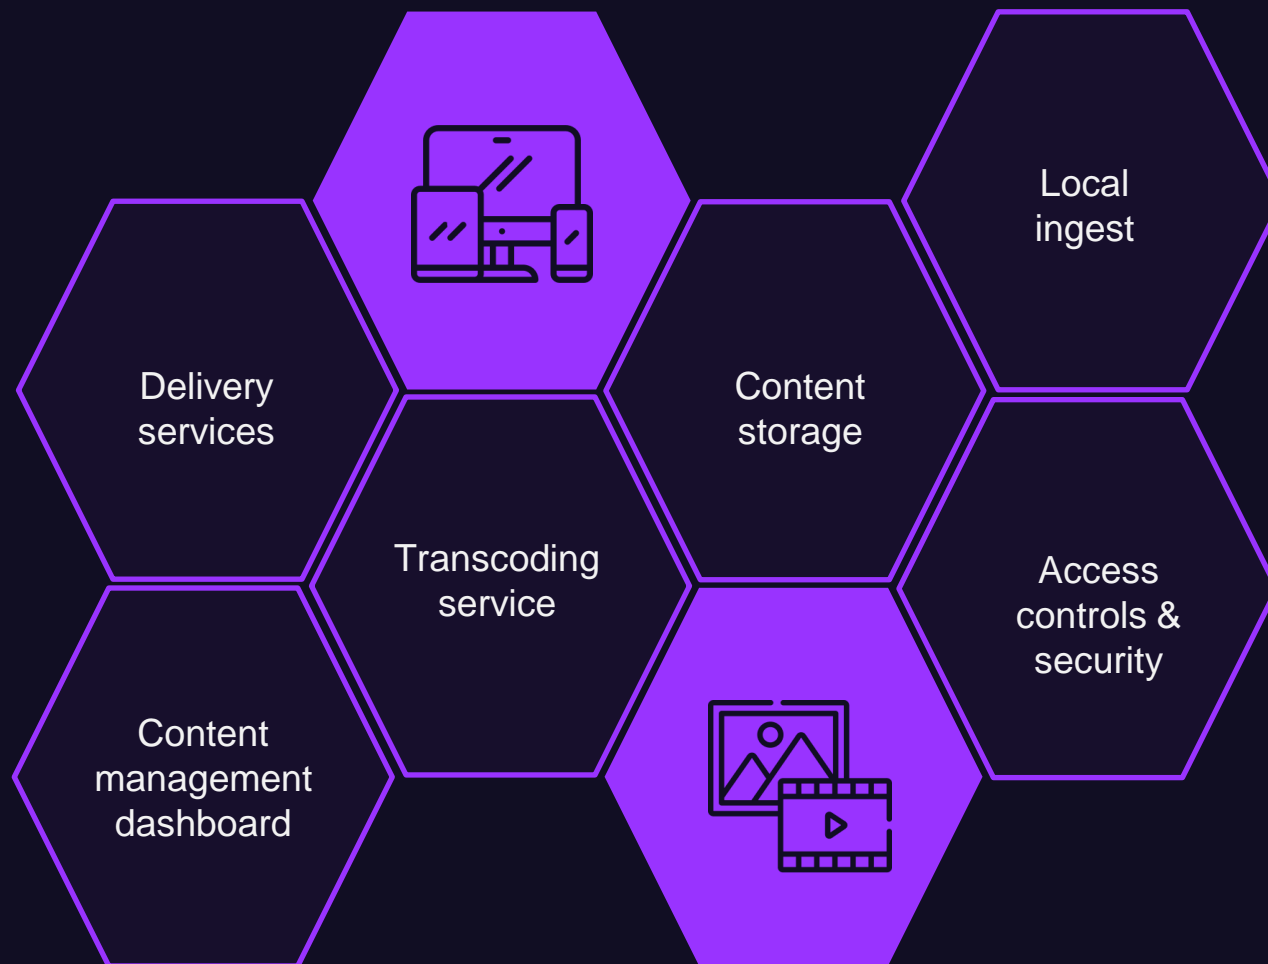 Local
ingest
Delivery
services
Content
storage
Transcoding
service
Access
controls &
security
Content
management
dashboard